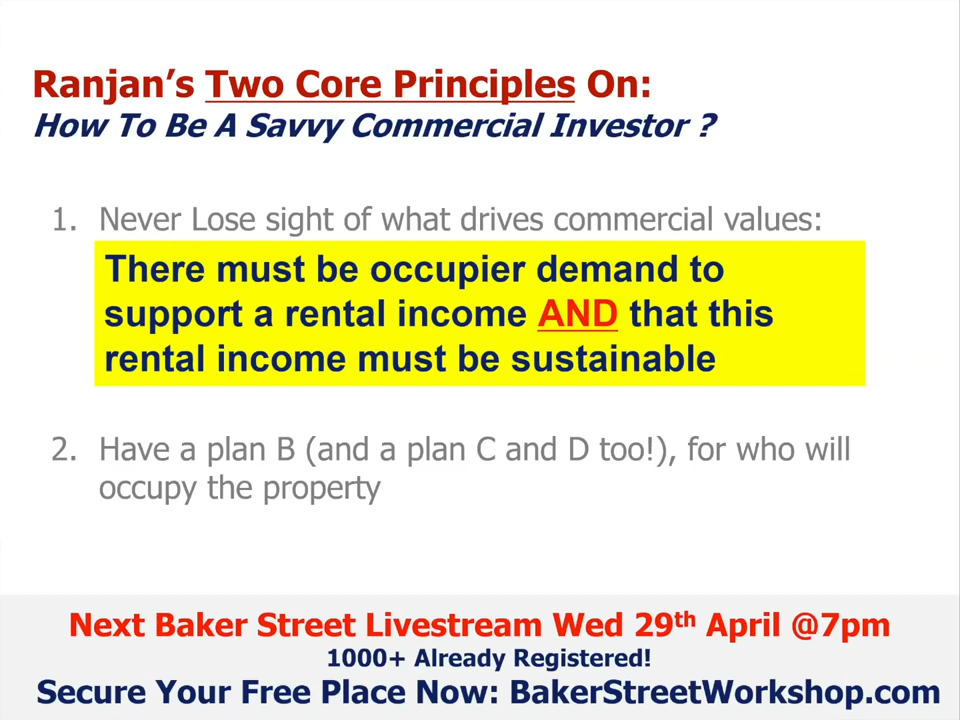 Ranjan’s Two Core Principles On:
How To Be A Savvy Commercial Investor ?
1. Never Lose sight of what drives commercial values:
There must be occupier demand to
support a rental income AND that this
rental income must be sustainable
2. Have a plan B (and a plan C and D too!), for who will
occupy the property
Next Baker Street Livestream Wed 29th April @7pm
1000+ Already Registered!
Secure Your Free Place Now: BakerStreetWorkshop.com